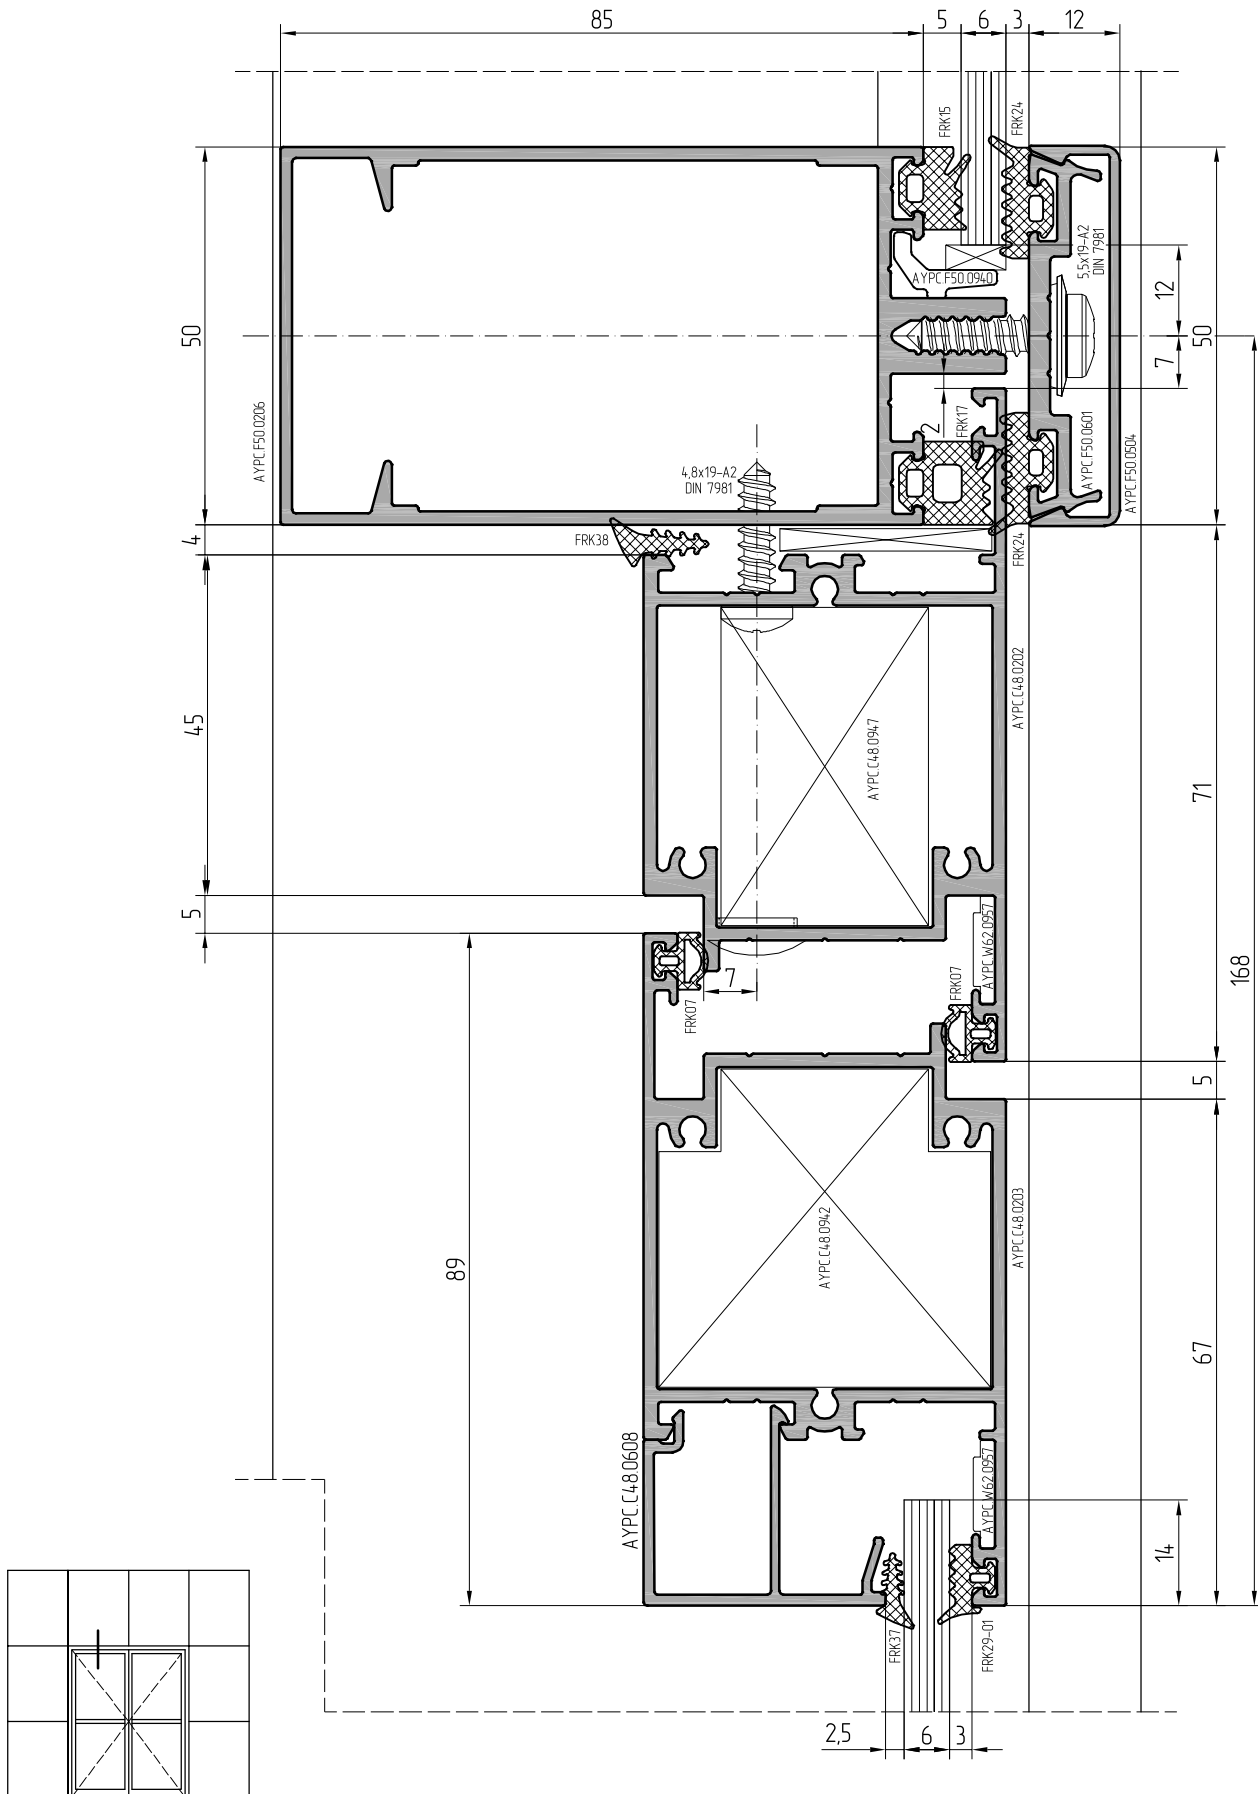 85
5
6
3
12
FRK15
FRK24
5,5x19-A2
DIN 7981
AYPC.F50.0940
12
50
50
7
AYPC.F50.0206
2
FRK17
AYPC.F50.0601
AYPC.F50.0504
4,8x19-A2
DIN 7981
4
FRK38
FRK24
AYPC.C48.0202
45
AYPC.C48.0947
71
5
AYPC.W62.0957
7
FRK07
FRK07
168
5
89
AYPC.C48.0942
AYPC.C48.0203
67
AYPC.C48.0608
AYPC.W62.0957
14
FRK37
FRK29-01
2,5
6
3